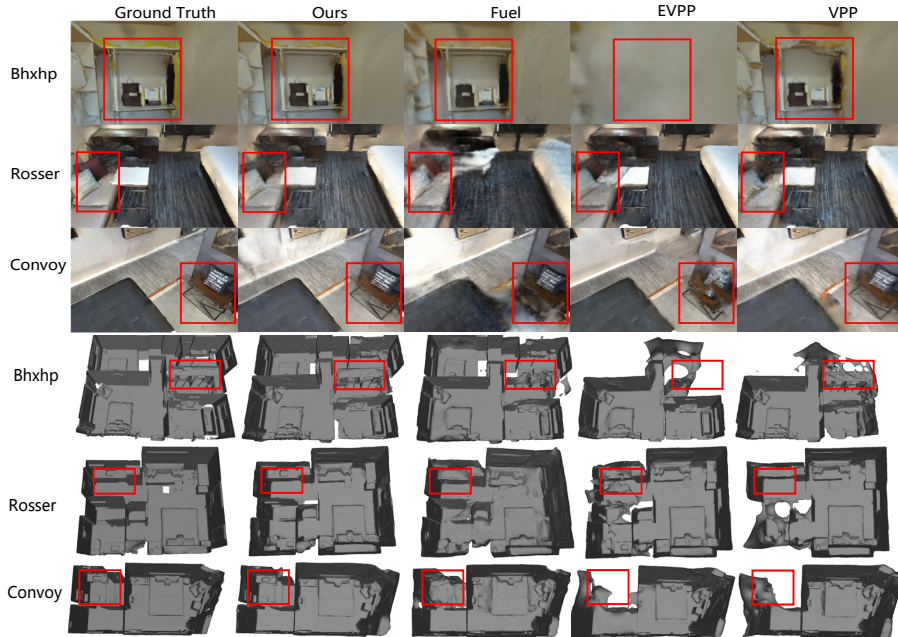 Ground Truth Ours Fuel EVPP VPP
Bhxhp
Rosser
Convoy
Bhxhp
Rosser
Convoy